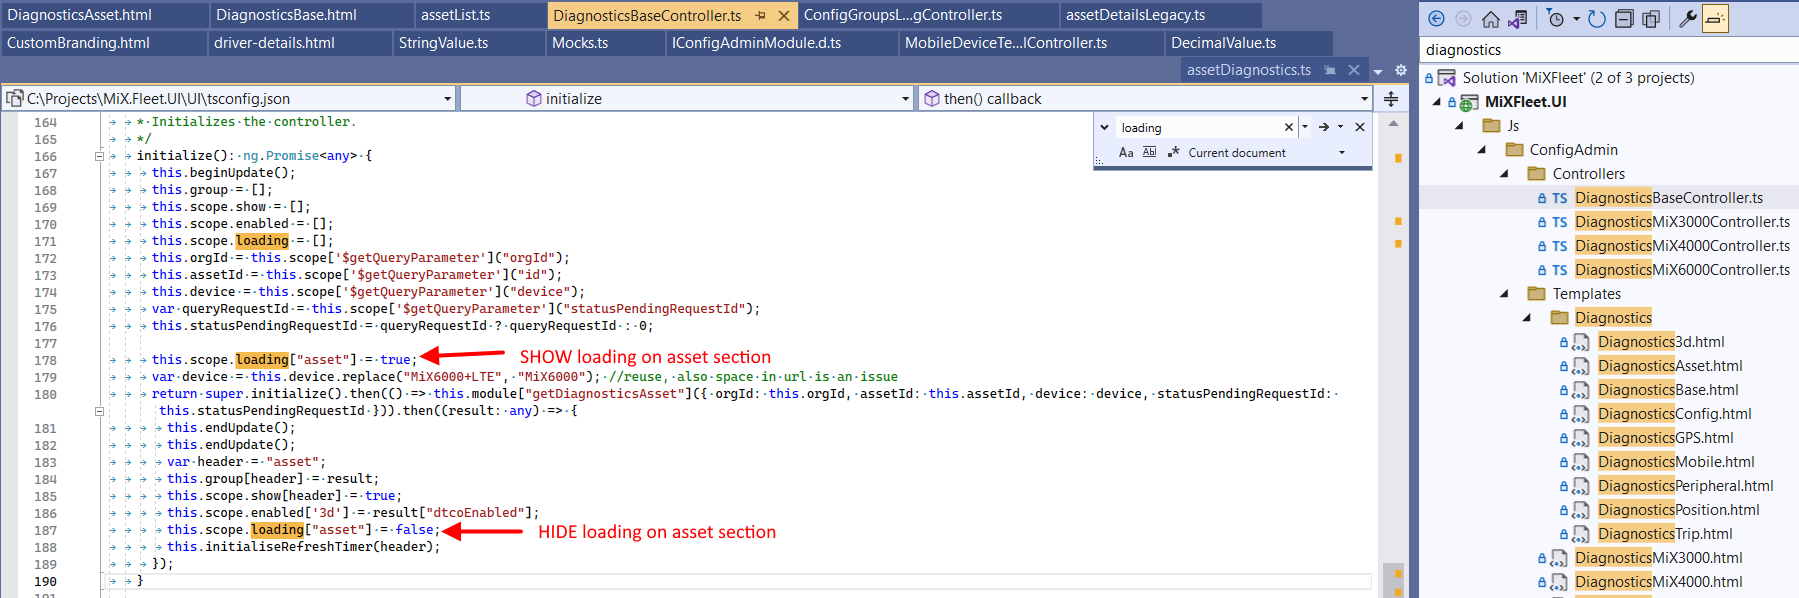 DiagnosticsAsset.html DiagnosticsBase.html assetList.ts DiagnosticsBaseController.ts ConfigGroupsL...gController.ts assetDetailsLegacy.ts
CustomBranding.html driver-details.html StringValue.ts Mocks.ts IConfigAdminModule.d.ts MobileDeviceTe...lController.ts DecimalValue.ts
assetDiagnostics.ts
C:\Projects\MiX.Fleet.UI\UI\tsconfig.json initialize then() callback
loading
Aa Ab .* Current document
164 * Initializes the controller.
165 */
166 initialize(): ng.Promise<any> {
167 this.beginUpdate();
168 this.group = [];
169 this.scope.show = [];
170 this.scope.enabled = [];
171 this.scope.loading = [];
172 this.orgId = this.scope['$getQueryParameter']("orgId");
173 this.assetId = this.scope['$getQueryParameter']("id");
174 this.device = this.scope['$getQueryParameter']("device");
175 var queryRequestId = this.scope['$getQueryParameter']("statusPendingRequestId");
176 this.statusPendingRequestId = queryRequestId ? queryRequestId : 0;
177
178 this.scope.loading["asset"] = true; SHOW loading on asset section
179 var device = this.device.replace("MiX6000+LTE", "MiX6000"); //reuse, also space in url is an issue
180 return super.initialize().then(() => this.module["getDiagnosticsAsset"]({ orgId: this.orgId, assetId: this.assetId, device: device, statusPendingRequestId:
this.statusPendingRequestId })).then((result: any) => {
181 this.endUpdate();
182 this.endUpdate();
183 var header = "asset";
184 this.group[header] = result;
185 this.scope.show[header] = true;
186 this.scope.enabled['3d'] = result["dtcoEnabled"];
187 this.scope.loading["asset"] = false; HIDE loading on asset section
188 this.initialiseRefreshTimer(header);
189 });
190 }
191
diagnostics
Solution 'MiXFleet' (2 of 3 projects)
MiXFleet.UI
Js
ConfigAdmin
Controllers
TS DiagnosticsBaseController.ts
TS DiagnosticsMiX3000Controller.ts
TS DiagnosticsMiX4000Controller.ts
TS DiagnosticsMiX6000Controller.ts
Templates
Diagnostics
Diagnostics3d.html
DiagnosticsAsset.html
DiagnosticsBase.html
DiagnosticsConfig.html
DiagnosticsGPS.html
DiagnosticsMobile.html
DiagnosticsPeripheral.html
DiagnosticsPosition.html
DiagnosticsTrip.html
DiagnosticsMiX3000.html
DiagnosticsMiX4000.html